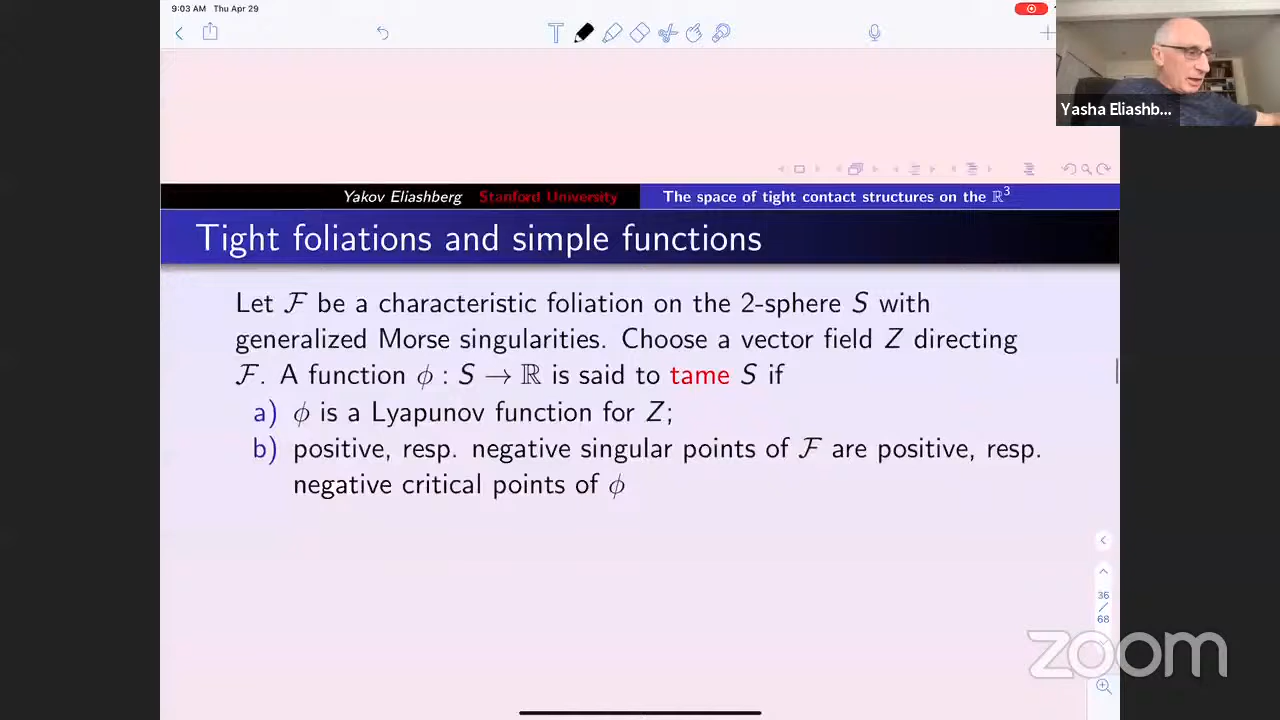 9:03 AM Thu Apr 29
Yasha Eliashb...
Yakov Eliashberg Stanford University The space of tight contact structures on the ℝ³
Tight foliations and simple functions
Let ℱ be a characteristic foliation on the 2-sphere S with
generalized Morse singularities. Choose a vector field Z directing
ℱ. A function ϕ : S → ℝ is said to tame S if
a) ϕ is a Lyapunov function for Z;
b) positive, resp. negative singular points of ℱ are positive, resp.
negative critical points of ϕ
36
/
68
zoom